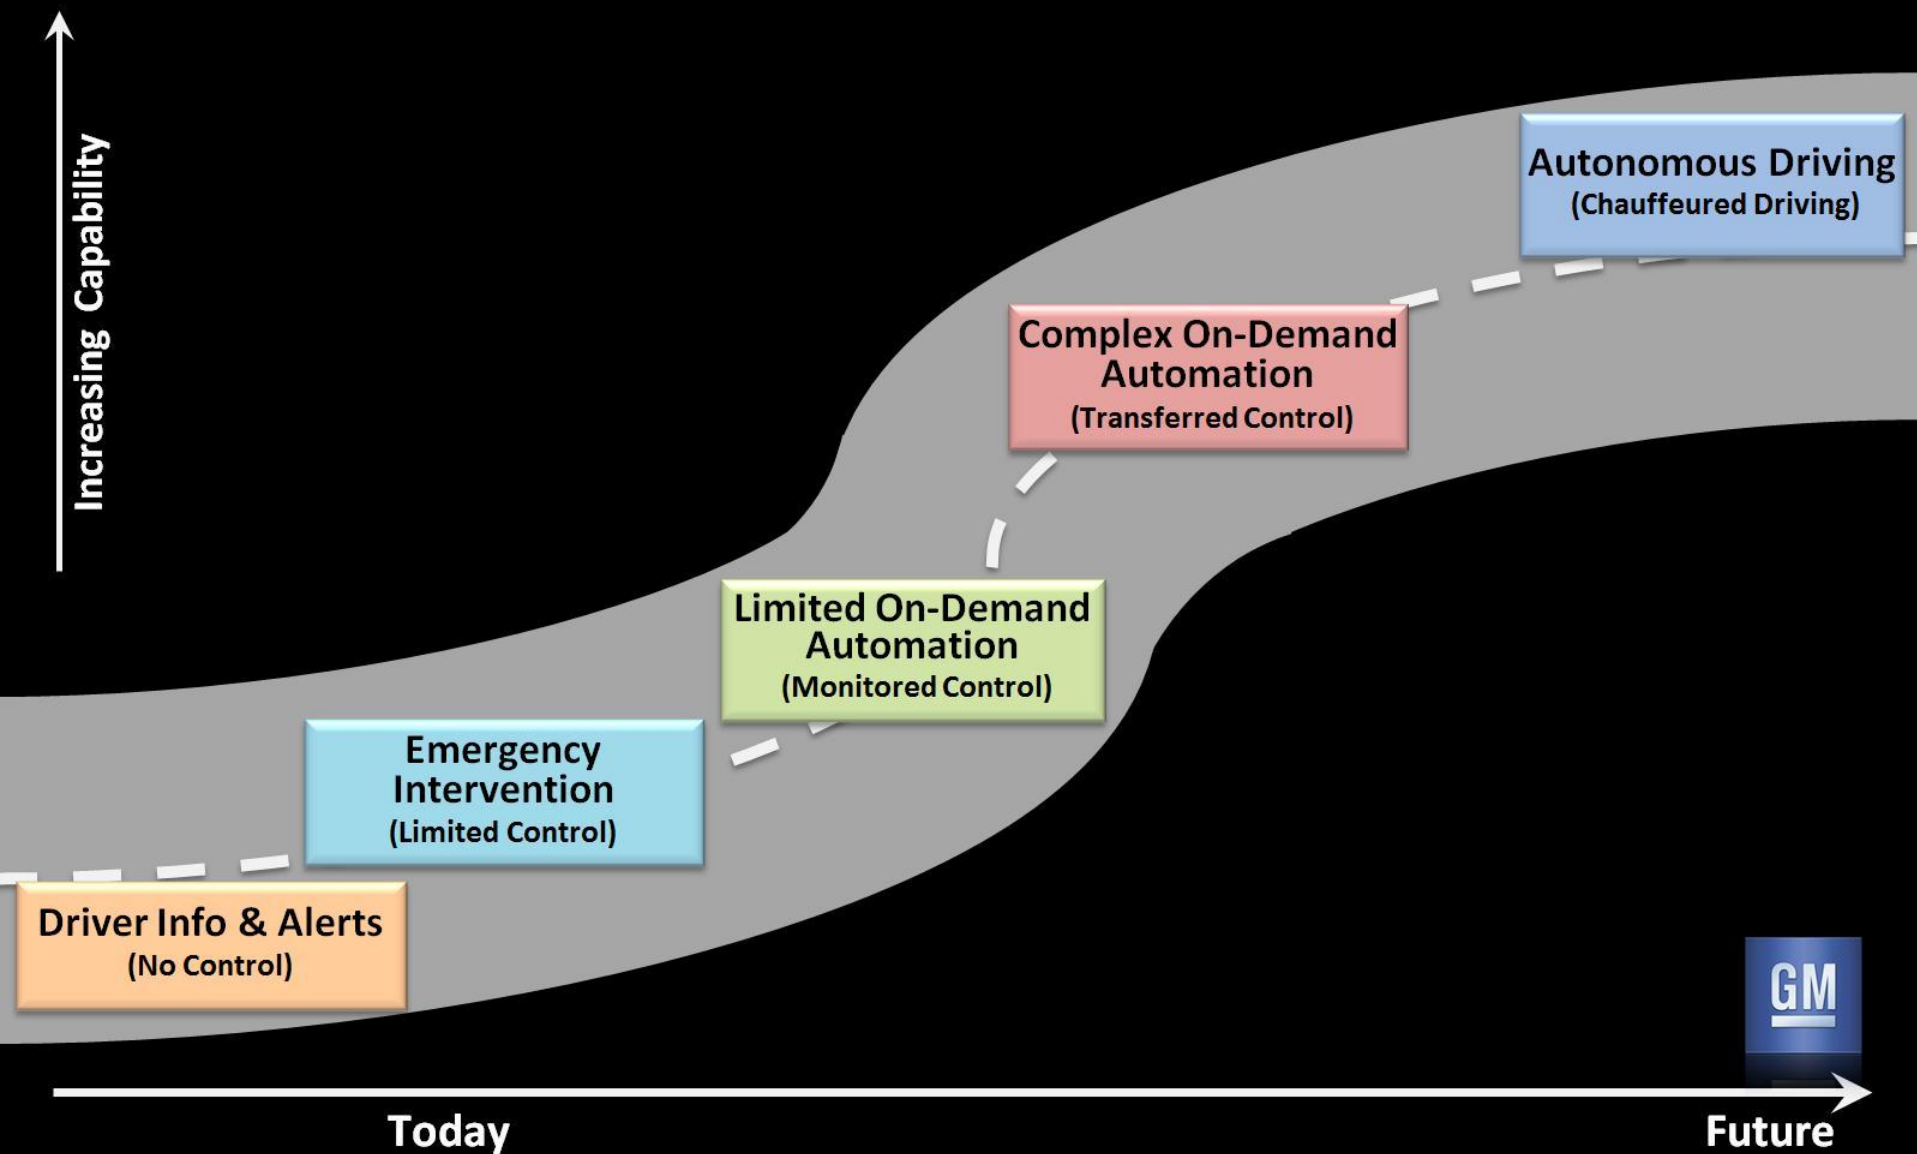 Increasing Capability
Autonomous Driving
(Chauffeured Driving)
Complex On-Demand
Automation
(Transferred Control)
Limited On-Demand
Automation
(Monitored Control)
Emergency
Intervention
(Limited Control)
Driver Info & Alerts
(No Control)
GM
Today
Future